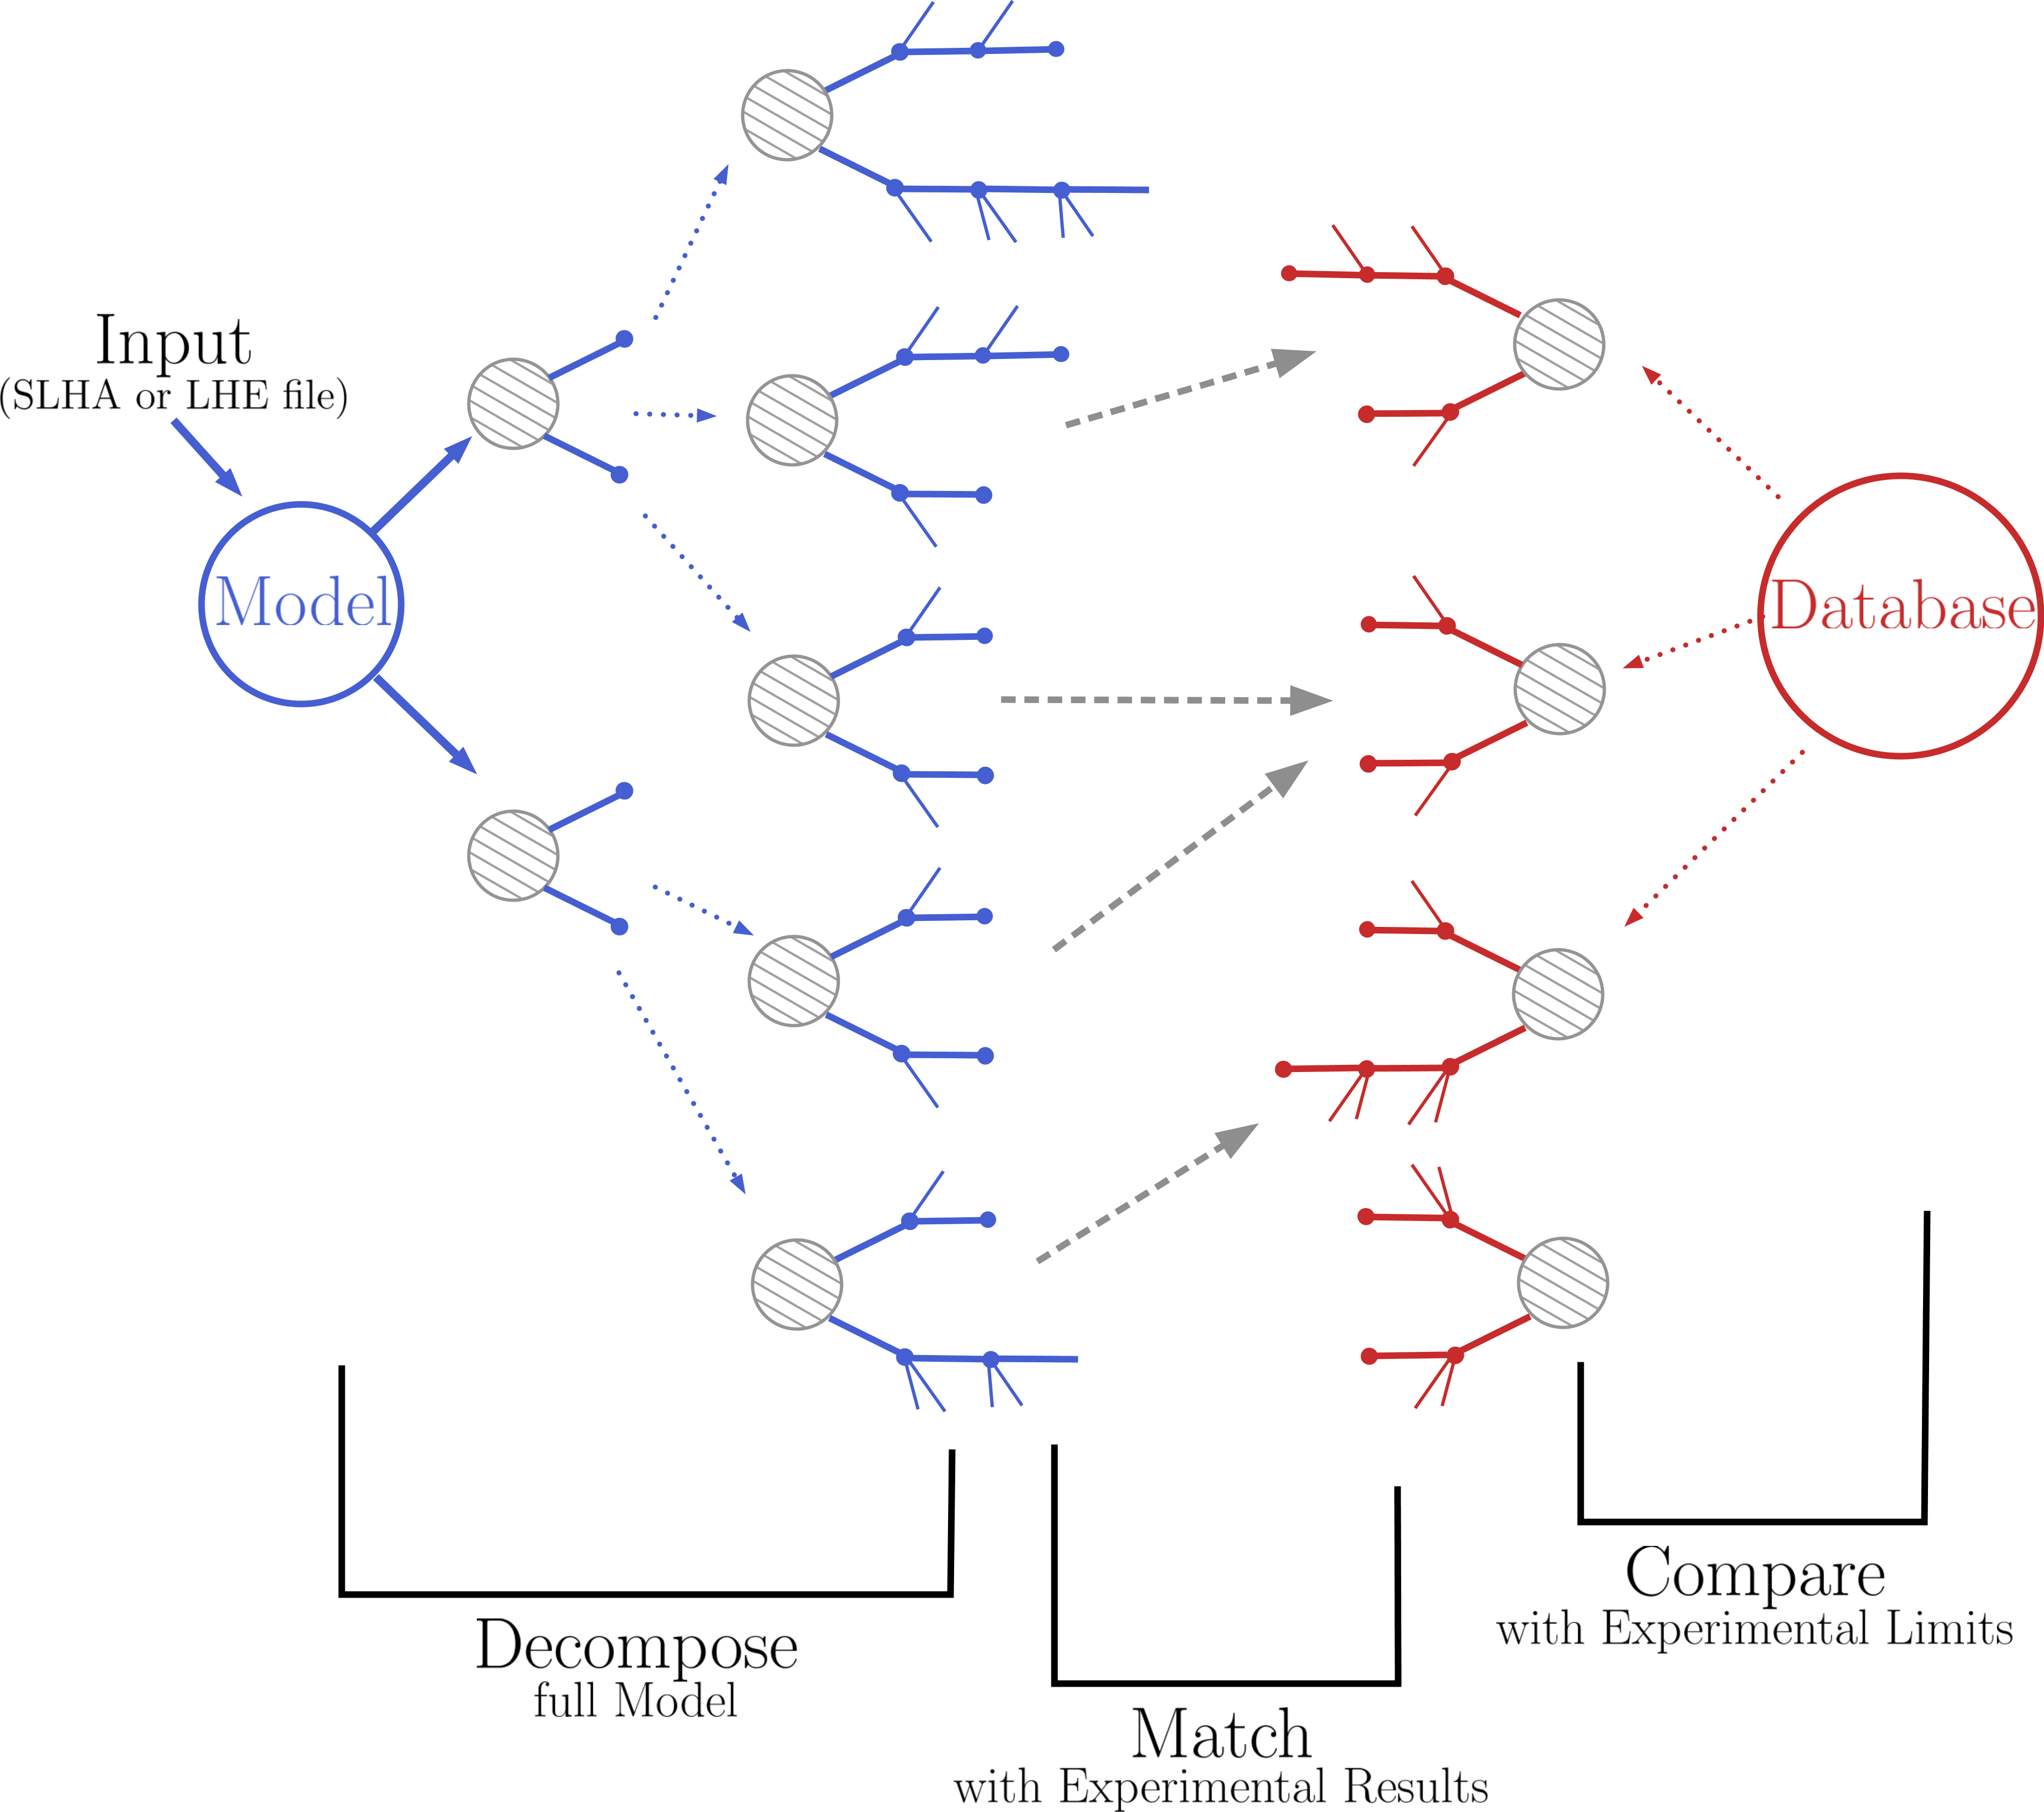 Input
(SLHA or LHE file)
Model
Database
Decompose
full Model
Match
with Experimental Results
Compare
with Experimental Limits